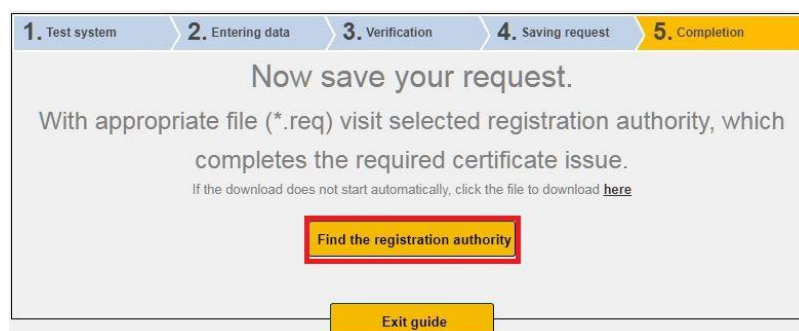 1. Test system 2. Entering data 3. Verification 4. Saving request 5. Completion
Now save your request.
With appropriate file (*.req) visit selected registration authority, which
completes the required certificate issue.
If the download does not start automatically, click the file to download here
Find the registration authority
Exit guide